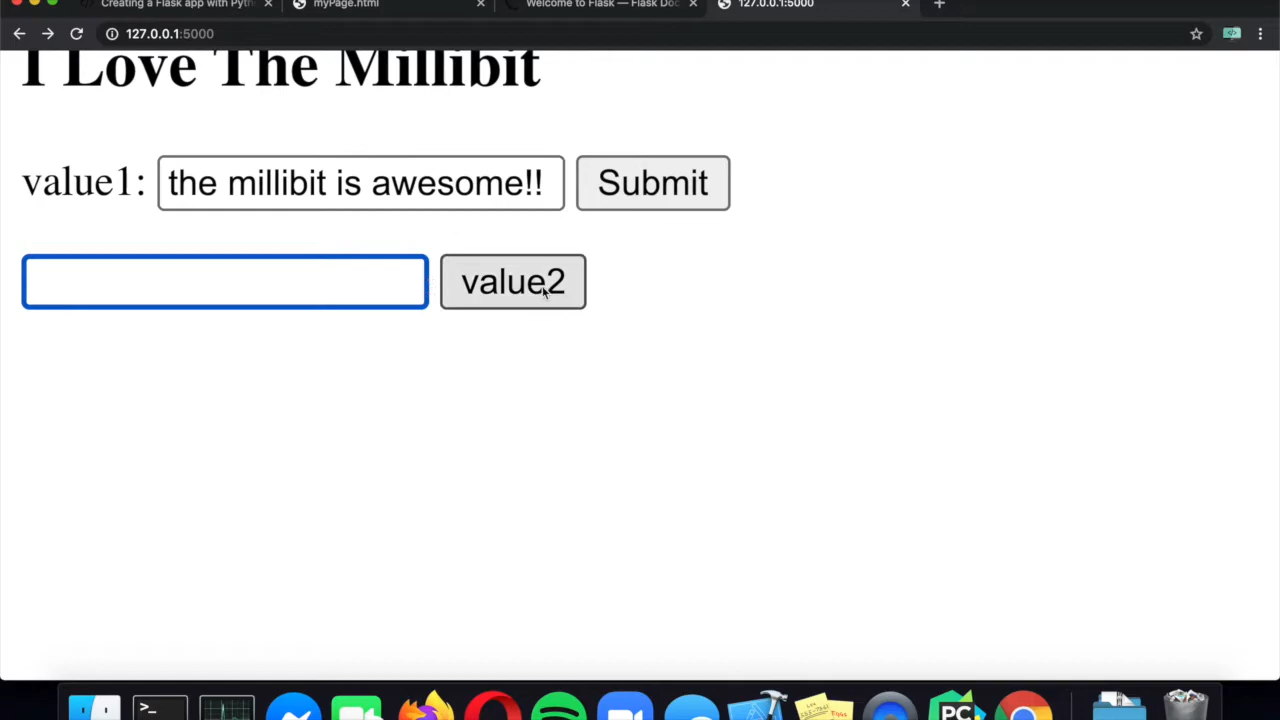 Creating a Flask app with Pyth
myPage.html
Welcome to Flask — Flask Doc
127.0.0.1:5000
127.0.0.1:5000
I Love The Millibit
value1: the millibit is awesome!! Submit
value2
>_
PC